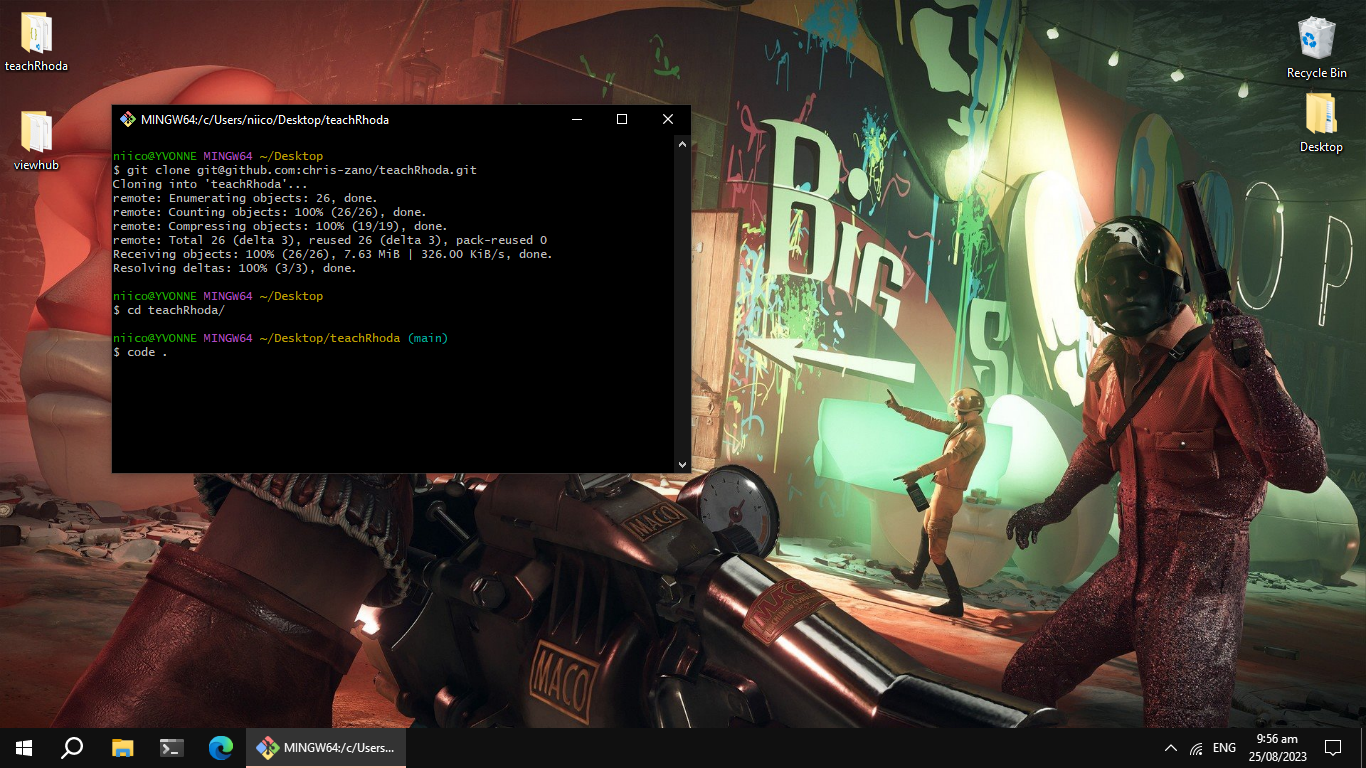 teachRhoda
viewhub
Recycle Bin
Desktop
MINGW64:/c/Users/niico/Desktop/teachRhoda
niico@YVONNE MINGW64 ~/Desktop
$ git clone git@github.com:chris-zano/teachRhoda.git
Cloning into 'teachRhoda'...
remote: Enumerating objects: 26, done.
remote: Counting objects: 100% (26/26), done.
remote: Compressing objects: 100% (19/19), done.
remote: Total 26 (delta 3), reused 26 (delta 3), pack-reused 0
Receiving objects: 100% (26/26), 7.63 MiB | 326.00 KiB/s, done.
Resolving deltas: 100% (3/3), done.
niico@YVONNE MINGW64 ~/Desktop
$ cd teachRhoda/
niico@YVONNE MINGW64 ~/Desktop/teachRhoda (main)
$ code .
BIG
MACO
MACO
MINGW64:/c/Users...
ENG
9:56 am
25/08/2023